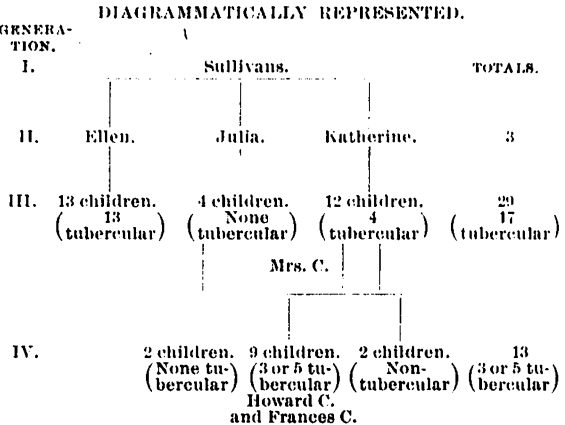 DIAGRAMMATICALLY REPRESENTED.
GENERA-
TION.
I. Sullivans. TOTALS.
II. Ellen. Julia. Katherine. 3
III. 13 children. 4 children. 12 children. 29
(13 (None (4 (17
tubercular) tubercular) tubercular) tubercular)
Mrs. C.
IV. 2 children. 9 children. 2 children. 13
(None tu- (3 or 5 tu- (Non- (3 or 5 tu-
bercular) bercular) tubercular) bercular)
Howard C.
and Frances C.